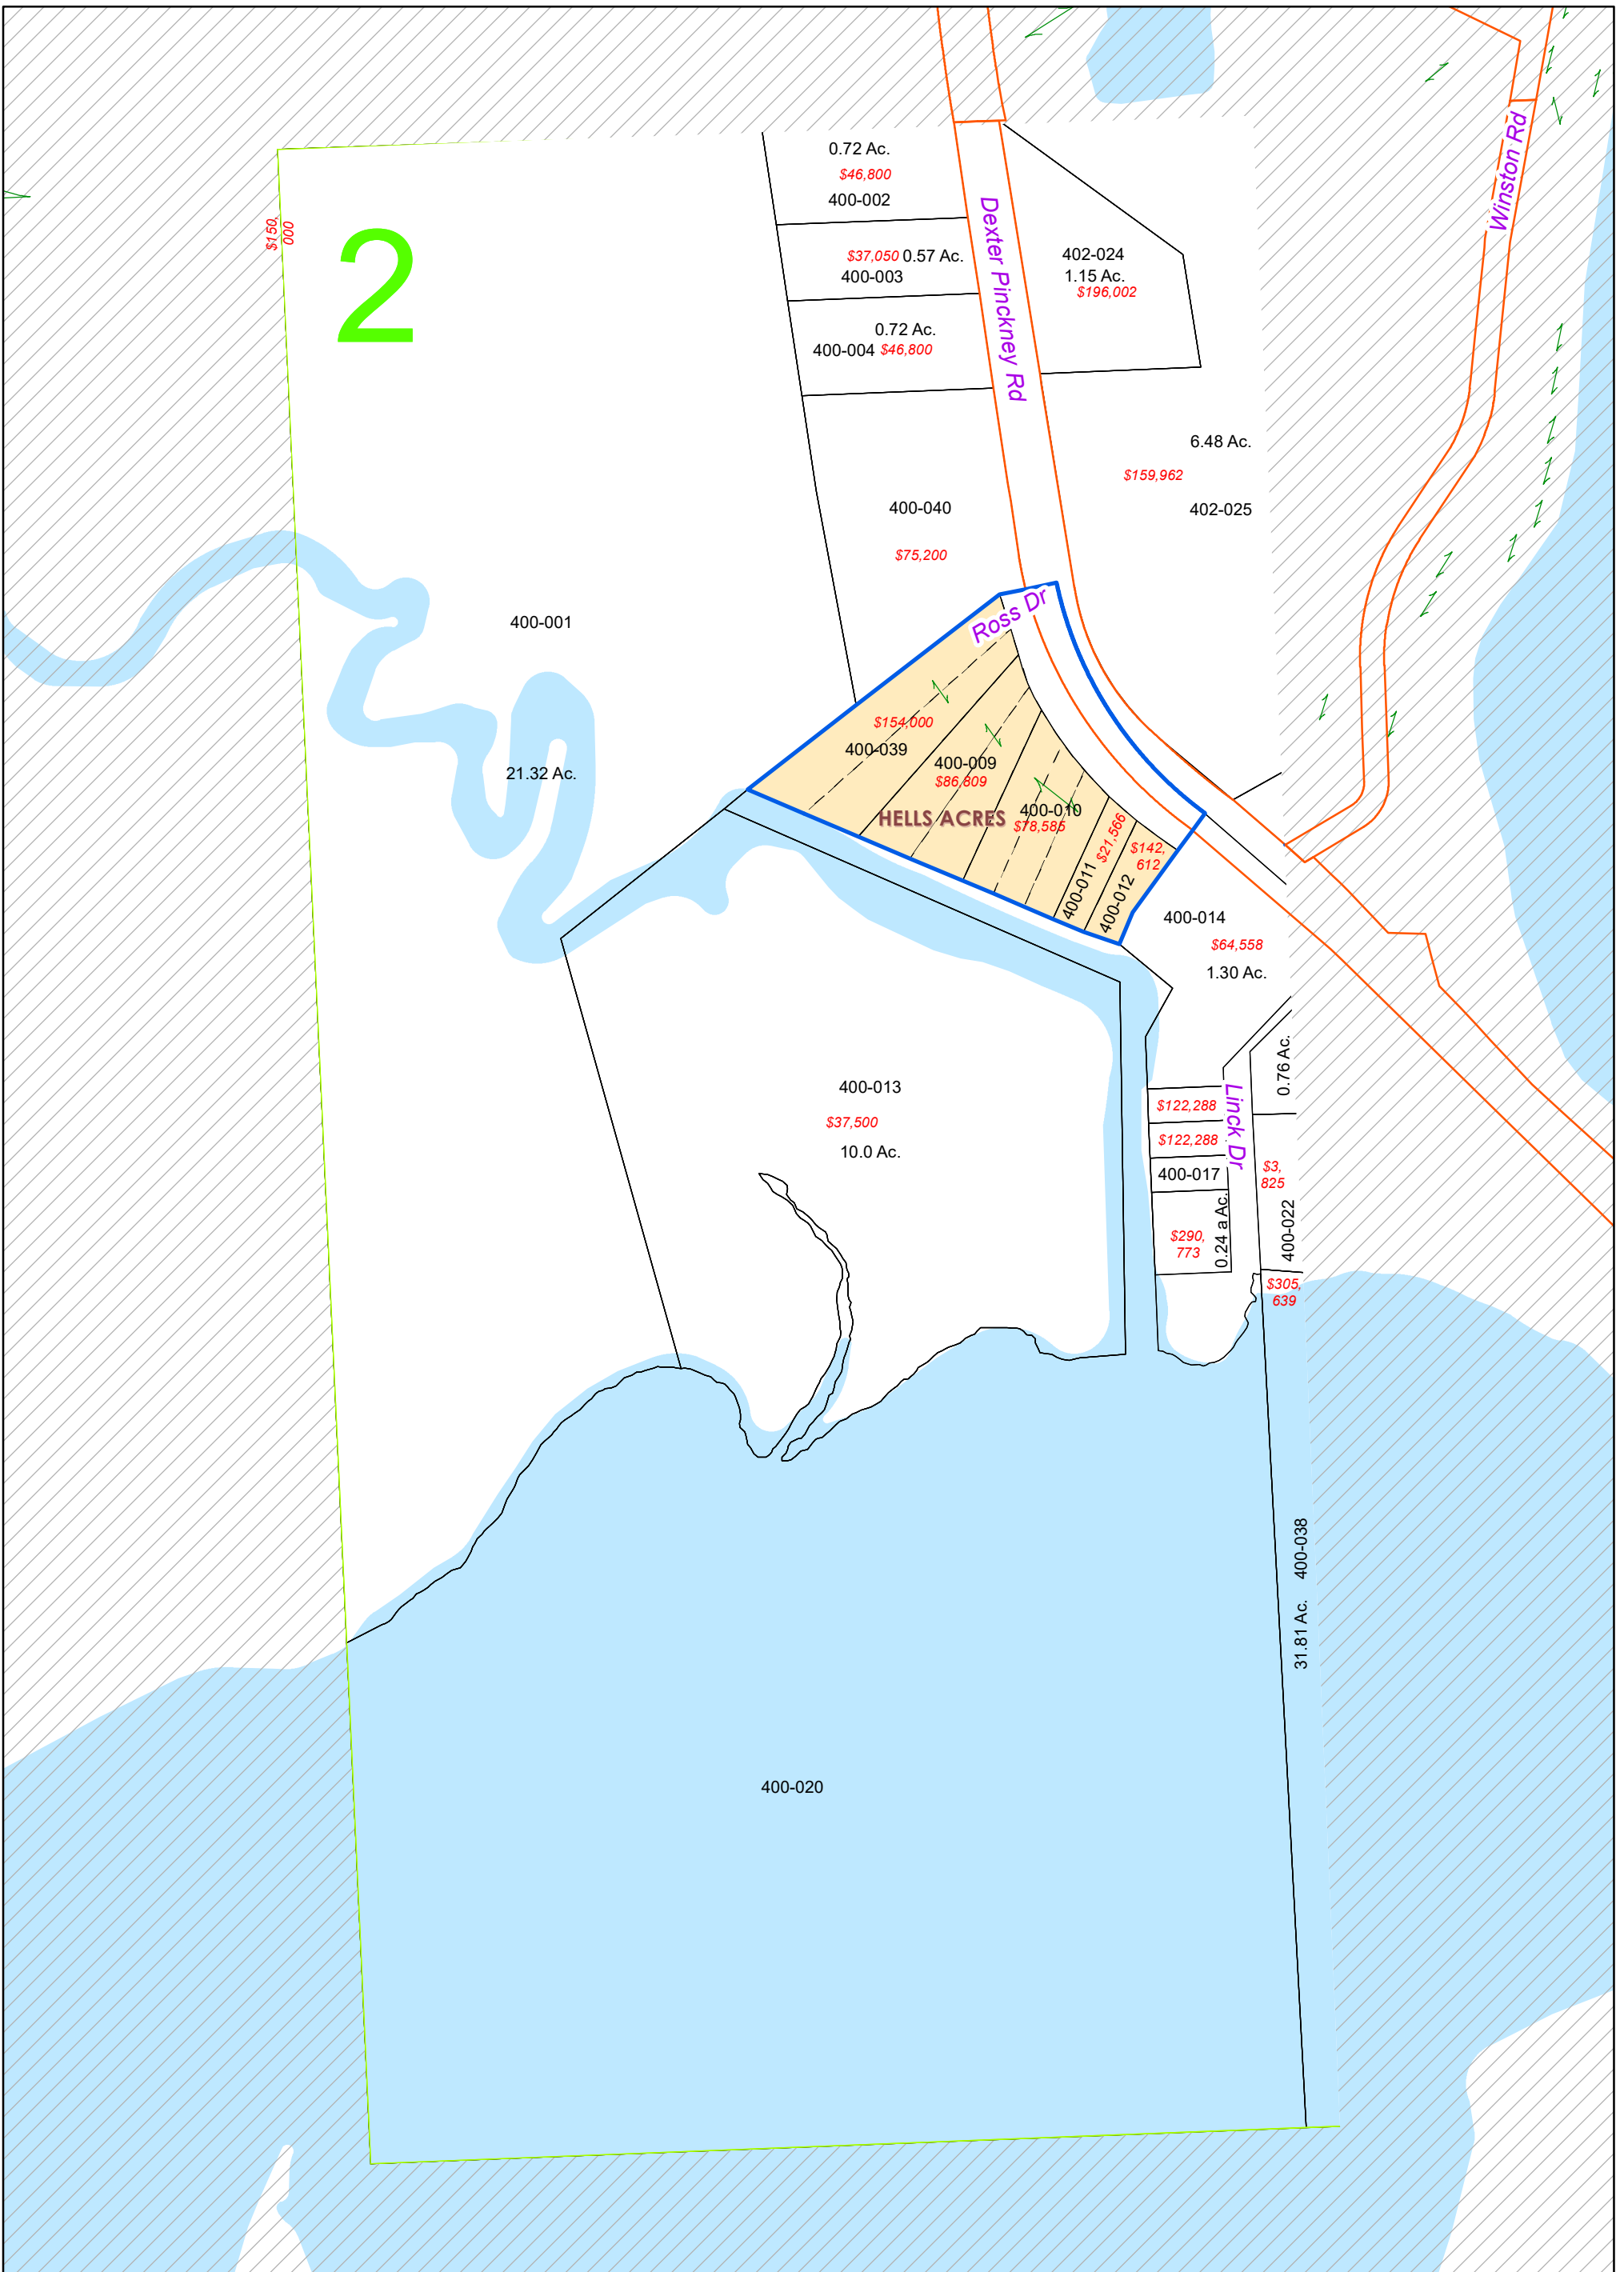 0.72 Ac.
$46,800
400-002
Winston Rd
$150,
000
2
Dexter Pinckney Rd
$37,050 0.57 Ac.
400-003
402-024
1.15 Ac.
$196,002
0.72 Ac.
400-004 $46,800
6.48 Ac.
$159,962
400-040
402-025
$75,200
Ross Dr
400-001
$154,000
400-039
400-009
21.32 Ac.
$86,809
400-010
HELLS ACRES
$78,585
$21,566
$142,
612
400-011
400-012
400-014
$64,558
1.30 Ac.
0.76 Ac.
400-013
$122,288
Linck Dr
$37,500
$122,288
10.0 Ac.
400-017
$3,
825
0.24 a Ac.
400-022
$290,
773
$305,
639
400-038
31.81 Ac.
400-020